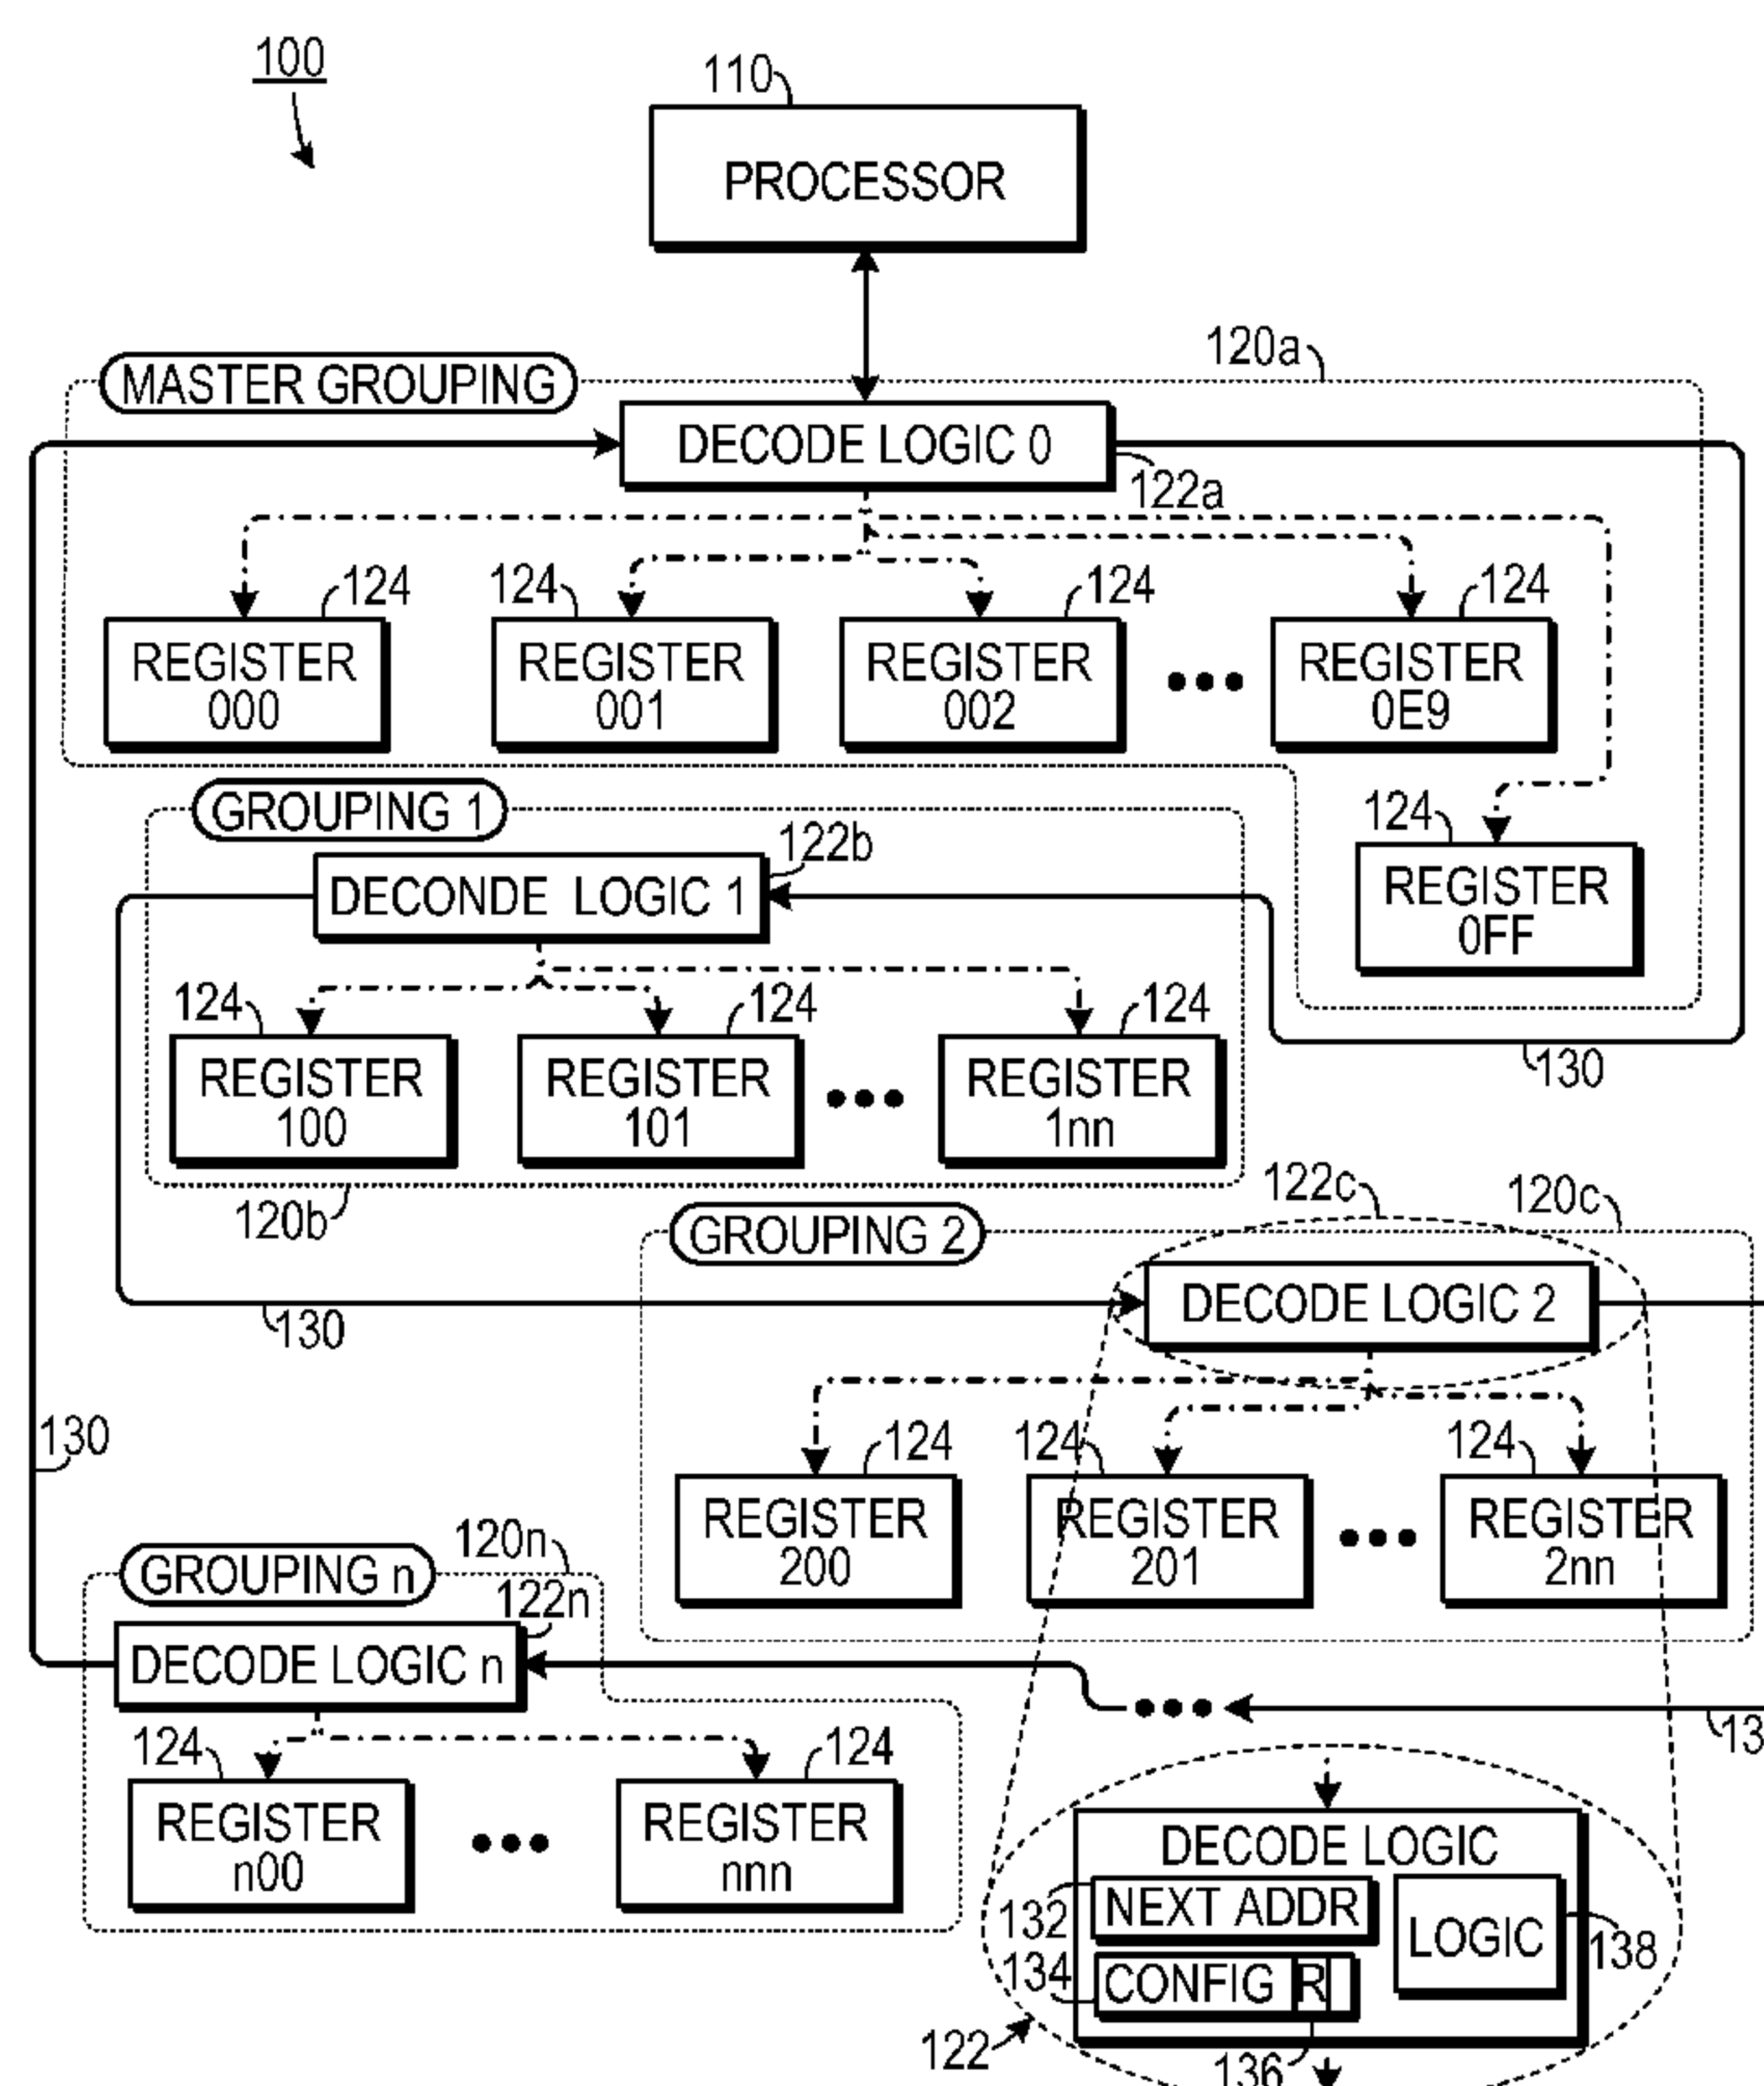 100
110
PROCESSOR
120a
MASTER GROUPING
DECODE LOGIC 0
122a
124 124 124 124
REGISTER 000
REGISTER 001
REGISTER 002
REGISTER 0E9
GROUPING 1
124
122b
REGISTER 0FF
DECONDE LOGIC 1
124 124 124
130
REGISTER 100
REGISTER 101
REGISTER 1nn
120b
122c
120c
GROUPING 2
DECODE LOGIC 2
130
130
124 124 124
REGISTER 200
REGISTER 201
REGISTER 2nn
120n
GROUPING n
122n
DECODE LOGIC n
13
124 124
REGISTER n00
REGISTER nnn
DECODE LOGIC
132
NEXT ADDR
LOGIC
138
134
CONFIG R
122
136